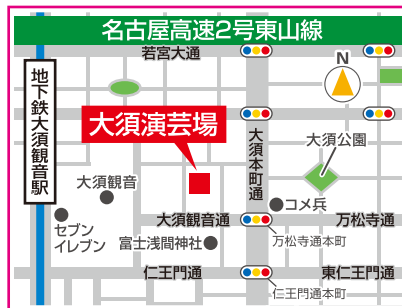 名古屋高速2号東山線
若宮大通
N
地下鉄大須観音駅
大須演芸場
大須本町通
大須公園
大須観音
コメ兵
セブン
イレブン
大須観音通
万松寺通
富士浅間神社
万松寺通本町
仁王門通
東仁王門通
仁王門通本町